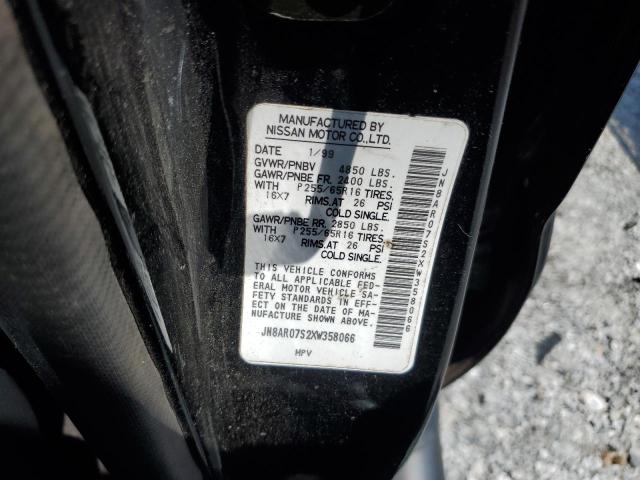 MANUFACTURED BY
NISSAN MOTOR CO.,LTD.
DATE 1/99
GVWR/PNBV 4850 LBS.
GAWR/PNBE FR. 2400 LBS.
WITH P255/65R16 TIRES,
16X7 RIMS,AT 26 PSI
COLD SINGLE.
GAWR/PNBE RR. 2850 LBS.
WITH P255/65R16 TIRES,
16X7 RIMS,AT 26 PSI
COLD SINGLE.
THIS VEHICLE CONFORMS
TO ALL APPLICABLE FED-
ERAL MOTOR VEHICLE SA-
FETY STANDARDS IN EFF-
ECT ON THE DATE OF MA-
NUFACTURE SHOWN ABOVE.
JN8AR07S2XW358066
MPV
JN8AR07S2XW358066